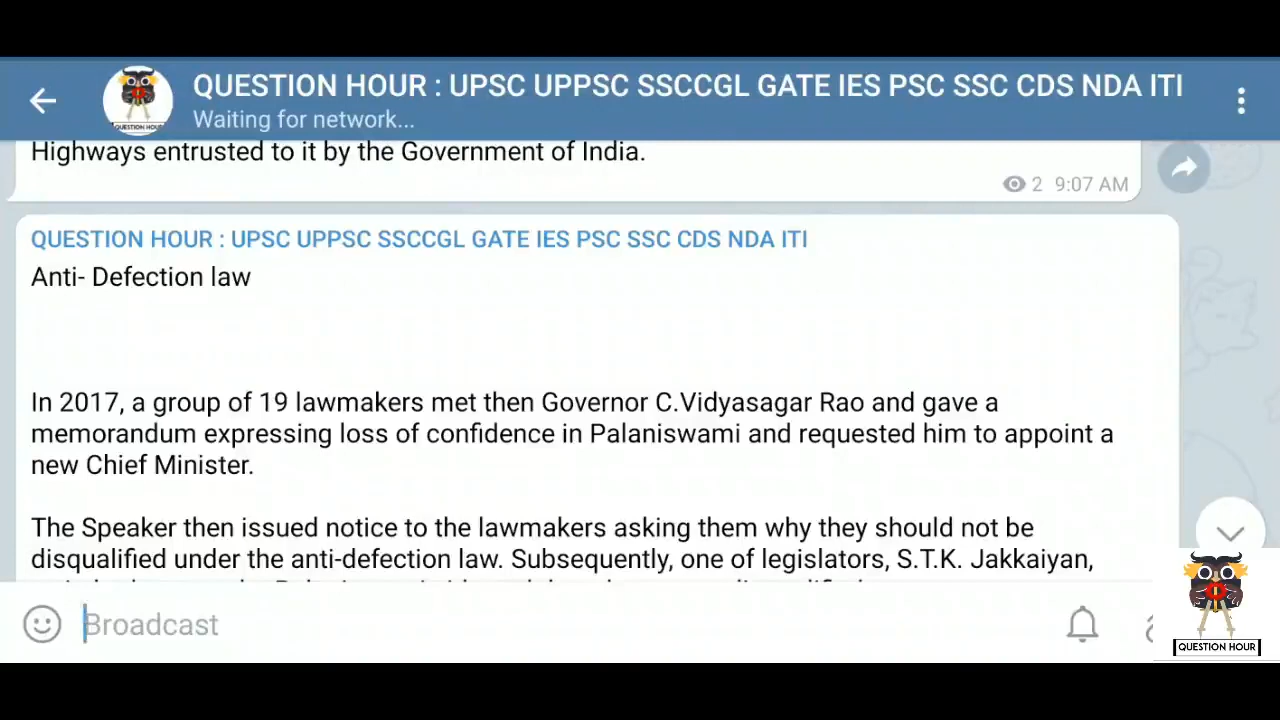 QUESTION HOUR : UPSC UPPSC SSCCGL GATE IES PSC SSC CDS NDA ITI
Waiting for network...
Highways entrusted to it by the Government of India.
2 9:07 AM
QUESTION HOUR : UPSC UPPSC SSCCGL GATE IES PSC SSC CDS NDA ITI
Anti- Defection law
In 2017, a group of 19 lawmakers met then Governor C.Vidyasagar Rao and gave a
memorandum expressing loss of confidence in Palaniswami and requested him to appoint a
new Chief Minister.
The Speaker then issued notice to the lawmakers asking them why they should not be
disqualified under the anti-defection law. Subsequently, one of legislators, S.T.K. Jakkaiyan,
Broadcast
QUESTION HOUR
QUESTION HOUR